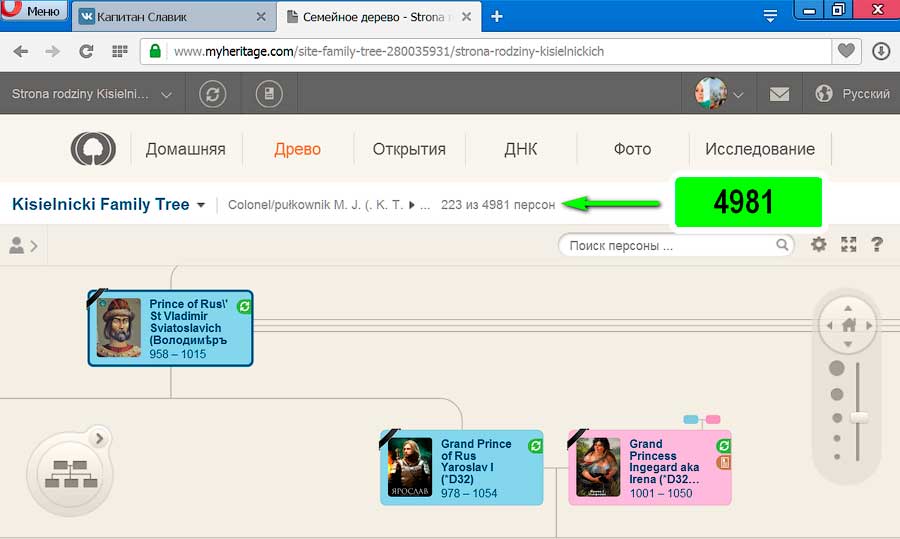 Меню
Капитан Славик
Семейное дерево - Strona r
www.myheritage.com/site-family-tree-280035931/strona-rodziny-kisielnickich
Strona rodziny Kisielni...
Русский
Домашняя
Древо
Открытия
ДНК
Фото
Исследование
Kisielnicki Family Tree
Colonel/pułkownik M. J. (. K. T. ▸ ... 223 из 4981 персон
4981
Поиск персоны ...
Prince of Rus\'
St Vladimir
Sviatoslavich
(Володимѣръ
958 – 1015
Grand Prince
of Rus
Yaroslav I
(*D32)
978 – 1054
ЯРОСЛАВ
Grand
Princess
Ingegard aka
Irena (*D32...
1001 – 1050